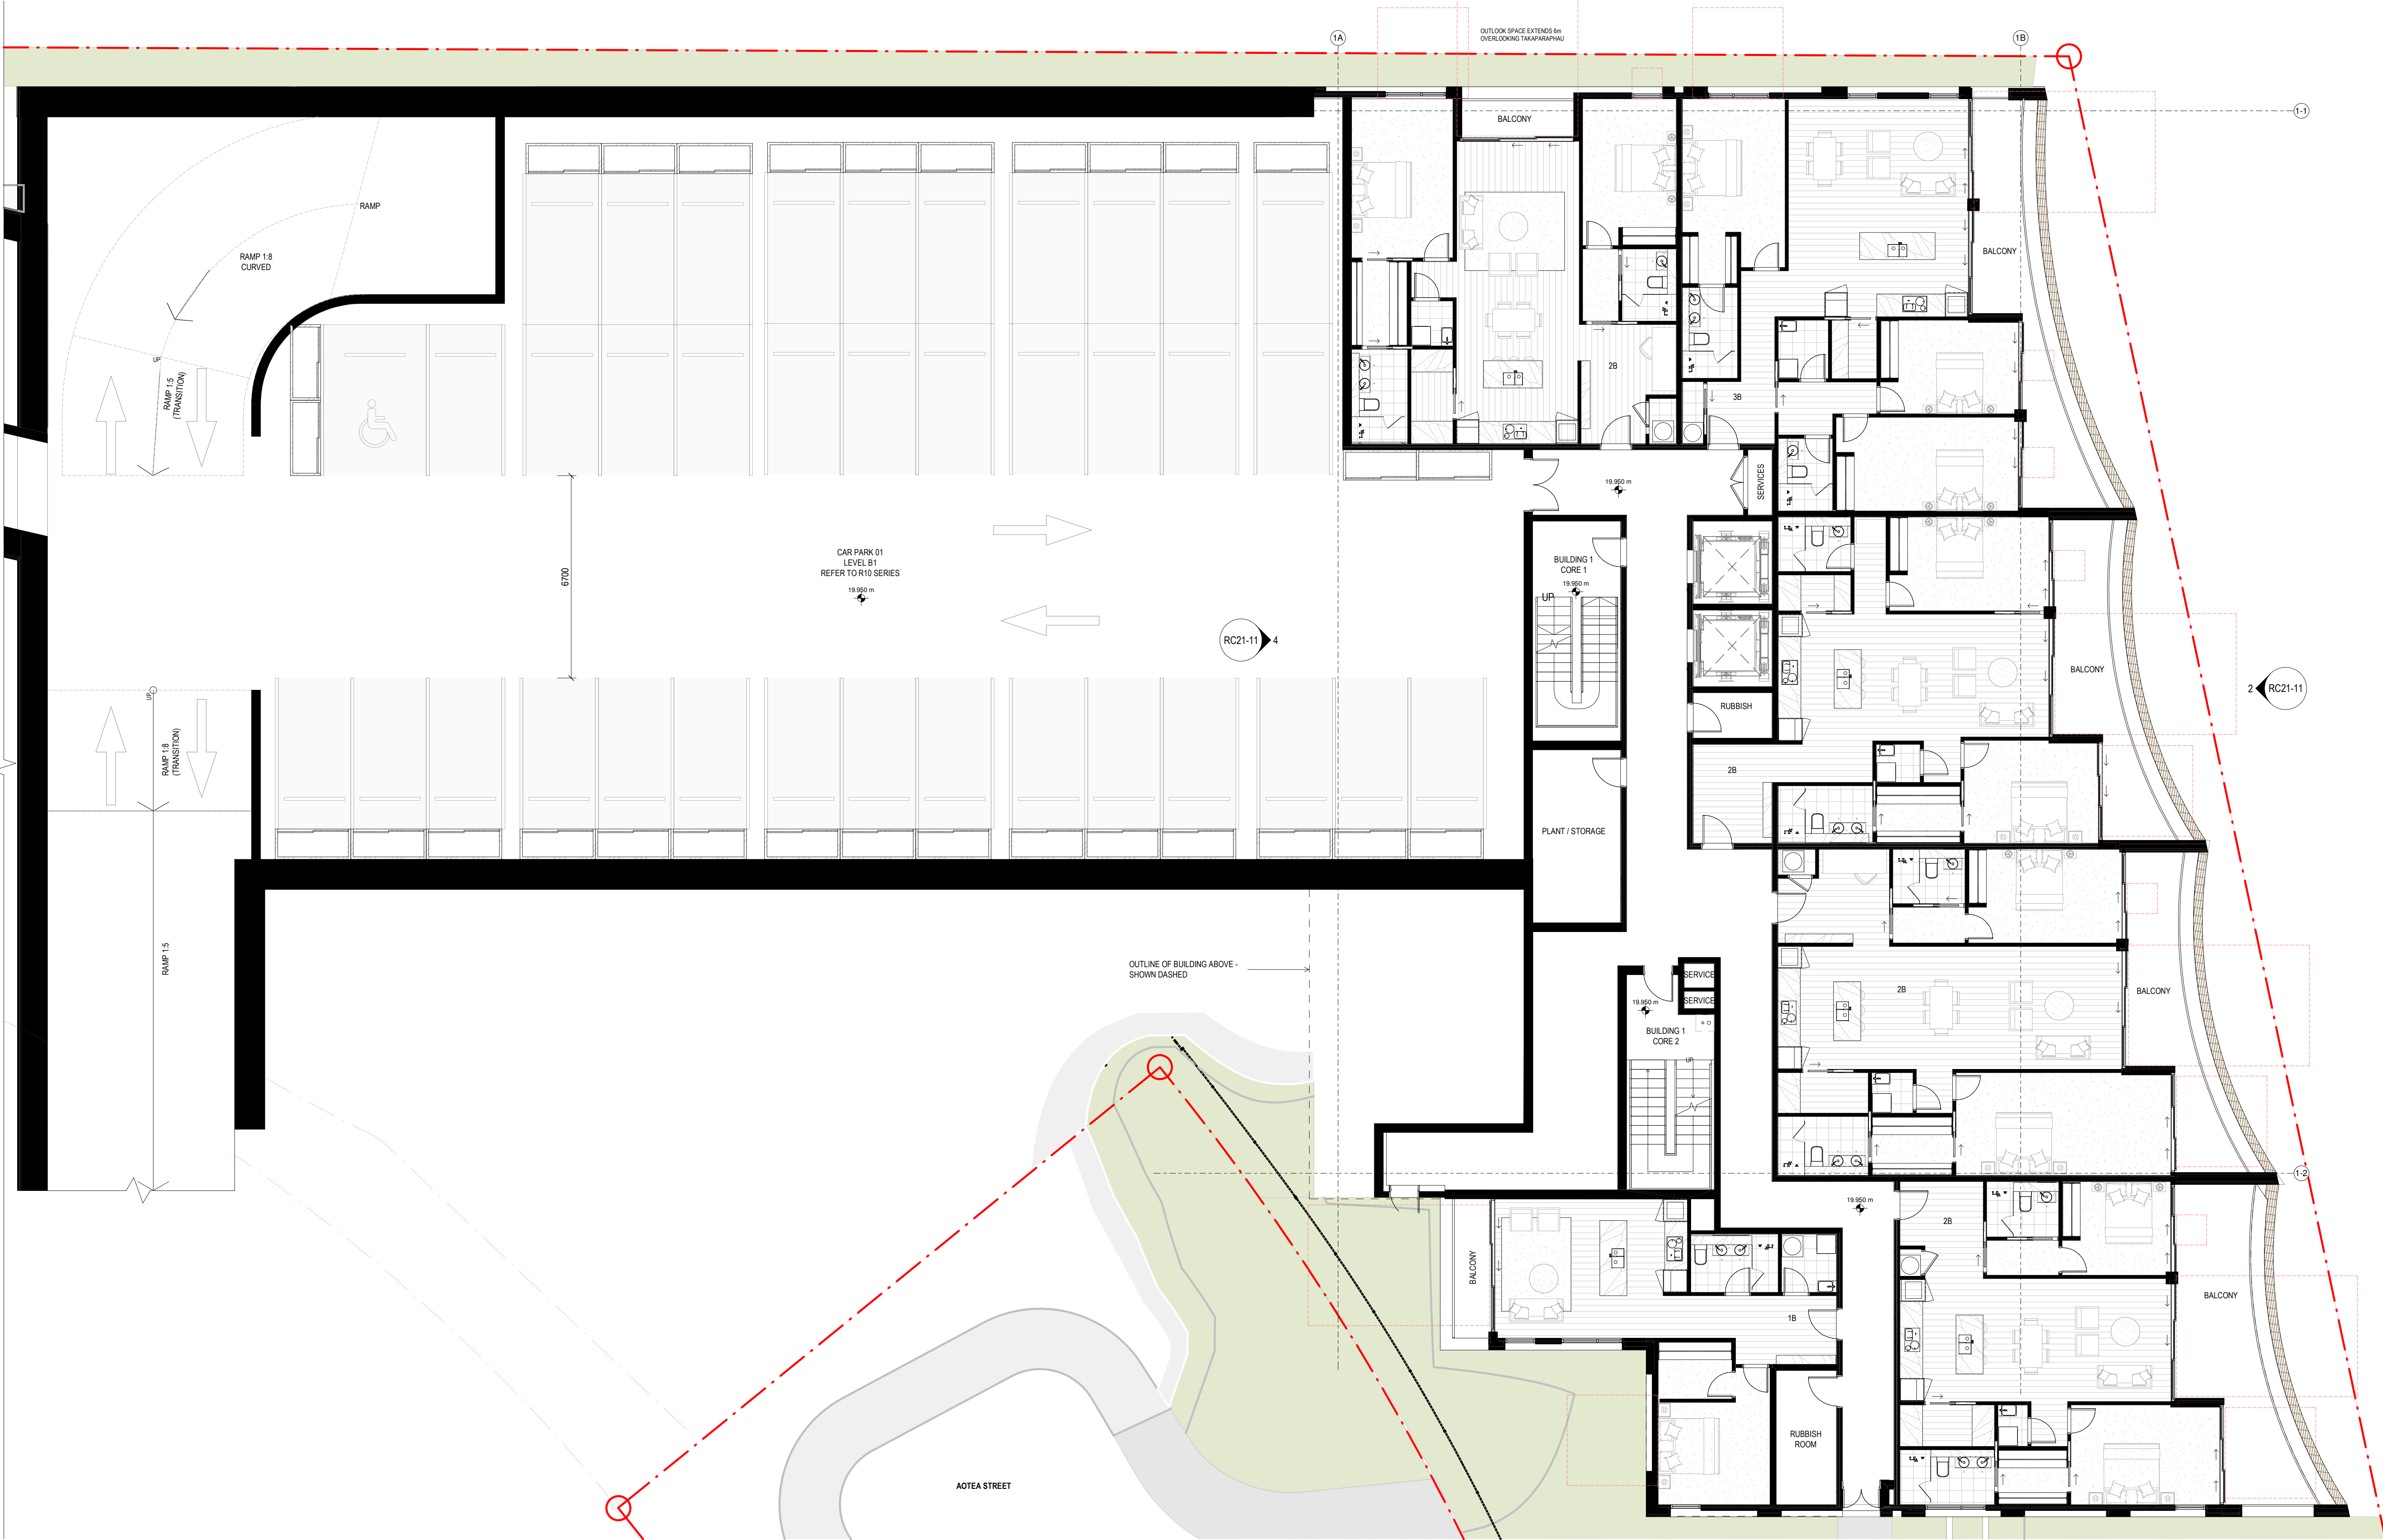 OUTLOOK SPACE EXTENDS 6m
OVERLOOKING TAKAPARAPHAU
1A
1B
1-1
BALCONY
RAMP
RAMP 1:8
CURVED
UP
RAMP 1:5
(TRANSITION)
BALCONY
2B
3B
SERVICES
19.950 m
CAR PARK 01
LEVEL B1
REFER TO R10 SERIES
19.950 m
6700
BUILDING 1
CORE 1
19.950 m
UP
RC21-11
4
BALCONY
2
RC21-11
RUBBISH
UP
RAMP 1:8
(TRANSITION)
2B
PLANT / STORAGE
RAMP 1:5
OUTLINE OF BUILDING ABOVE -
SHOWN DASHED
SERVICE
SERVICE
19.950 m
BUILDING 1
CORE 2
UP
2B
BALCONY
1-2
19.950 m
2B
BALCONY
BALCONY
1B
RUBBISH
ROOM
AOTEA STREET